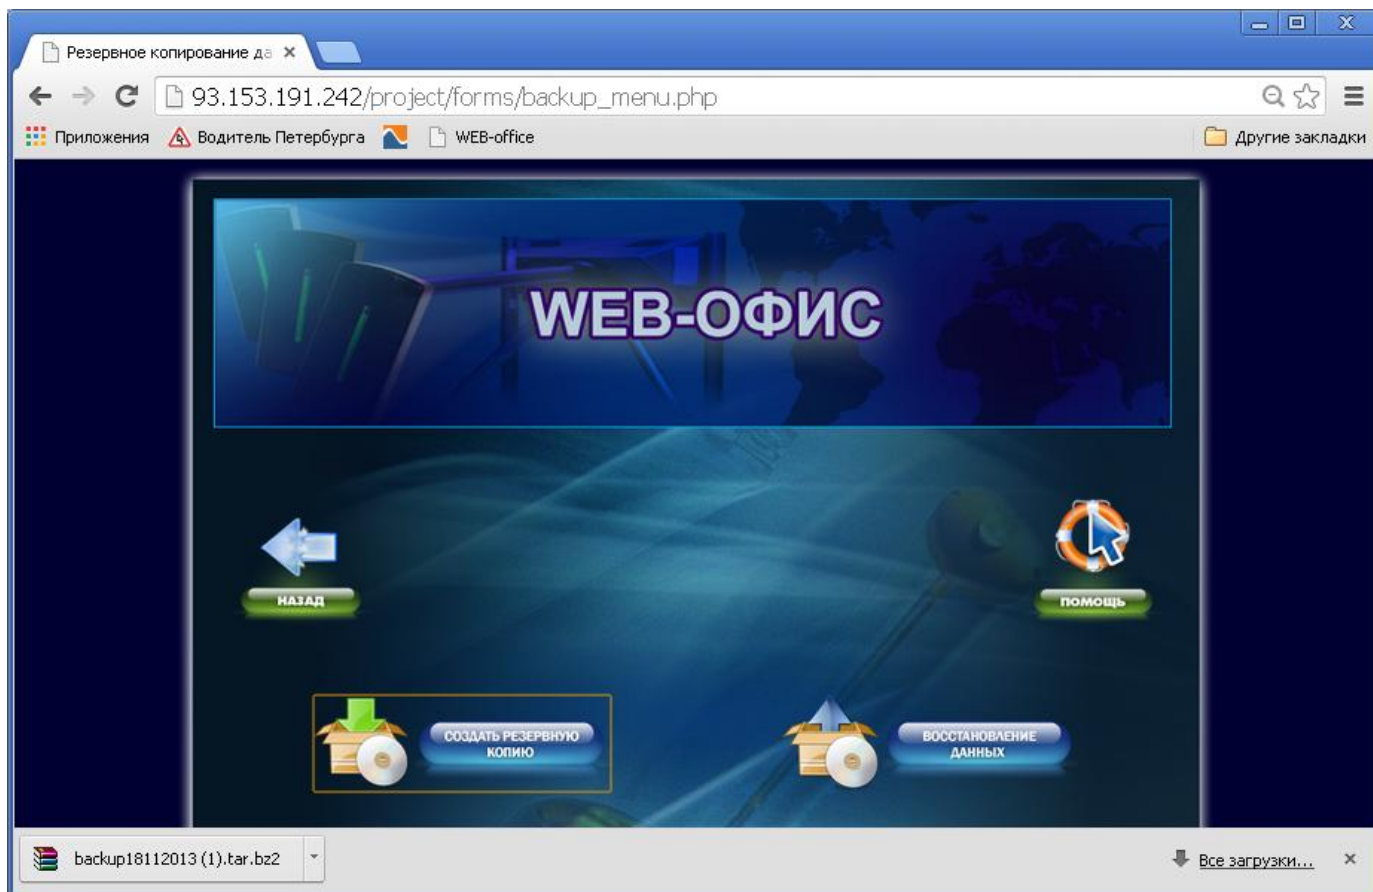 Резервное копирование да
93.153.191.242/project/forms/backup_menu.php
Приложения Водитель Петербурга WEB-office Другие закладки
WEB-ОФИС
НАЗАД
ПОМОЩЬ
СОЗДАТЬ РЕЗЕРВНУЮ
КОПИЮ
ВОССТАНОВЛЕНИЕ
ДАННЫХ
backup18112013 (1).tar.bz2 Все загрузки...